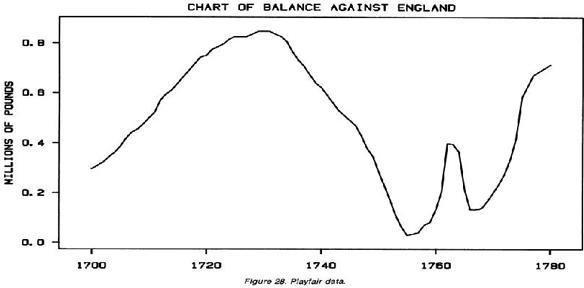 CHART OF BALANCE AGAINST ENGLAND
MILLIONS OF POUNDS
0.8
0.6
0.4
0.2
0.0
1700 1720 1740 1760 1780
Figure 28. Playfair data.